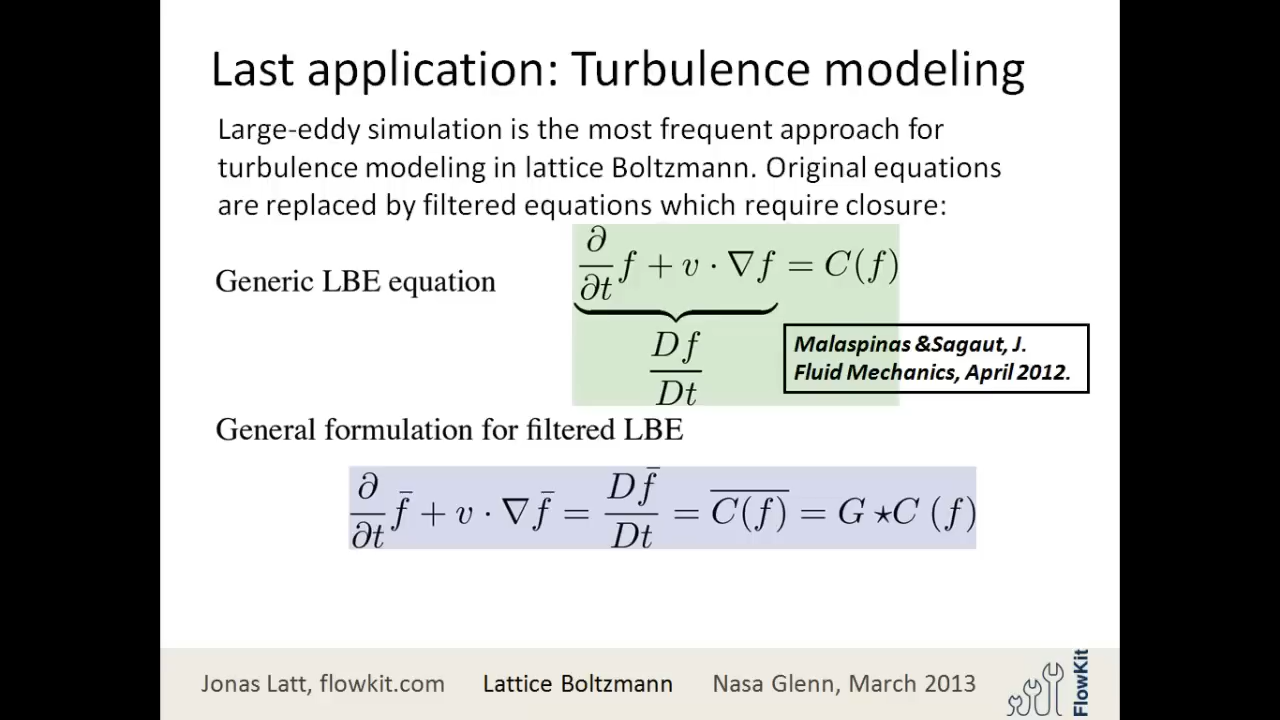 Last application: Turbulence modeling
Large-eddy simulation is the most frequent approach for
turbulence modeling in lattice Boltzmann. Original equations
are replaced by filtered equations which require closure:
Generic LBE equation
∂/∂t f + v · ∇f = C(f)
Df/Dt
Malaspinas &Sagaut, J.
Fluid Mechanics, April 2012.
General formulation for filtered LBE
∂/∂t f̄ + v · ∇f̄ = Df̄/Dt = \overline{C(f)} = G ⋆C (f)
Jonas Latt, flowkit.com Lattice Boltzmann Nasa Glenn, March 2013
FlowKit